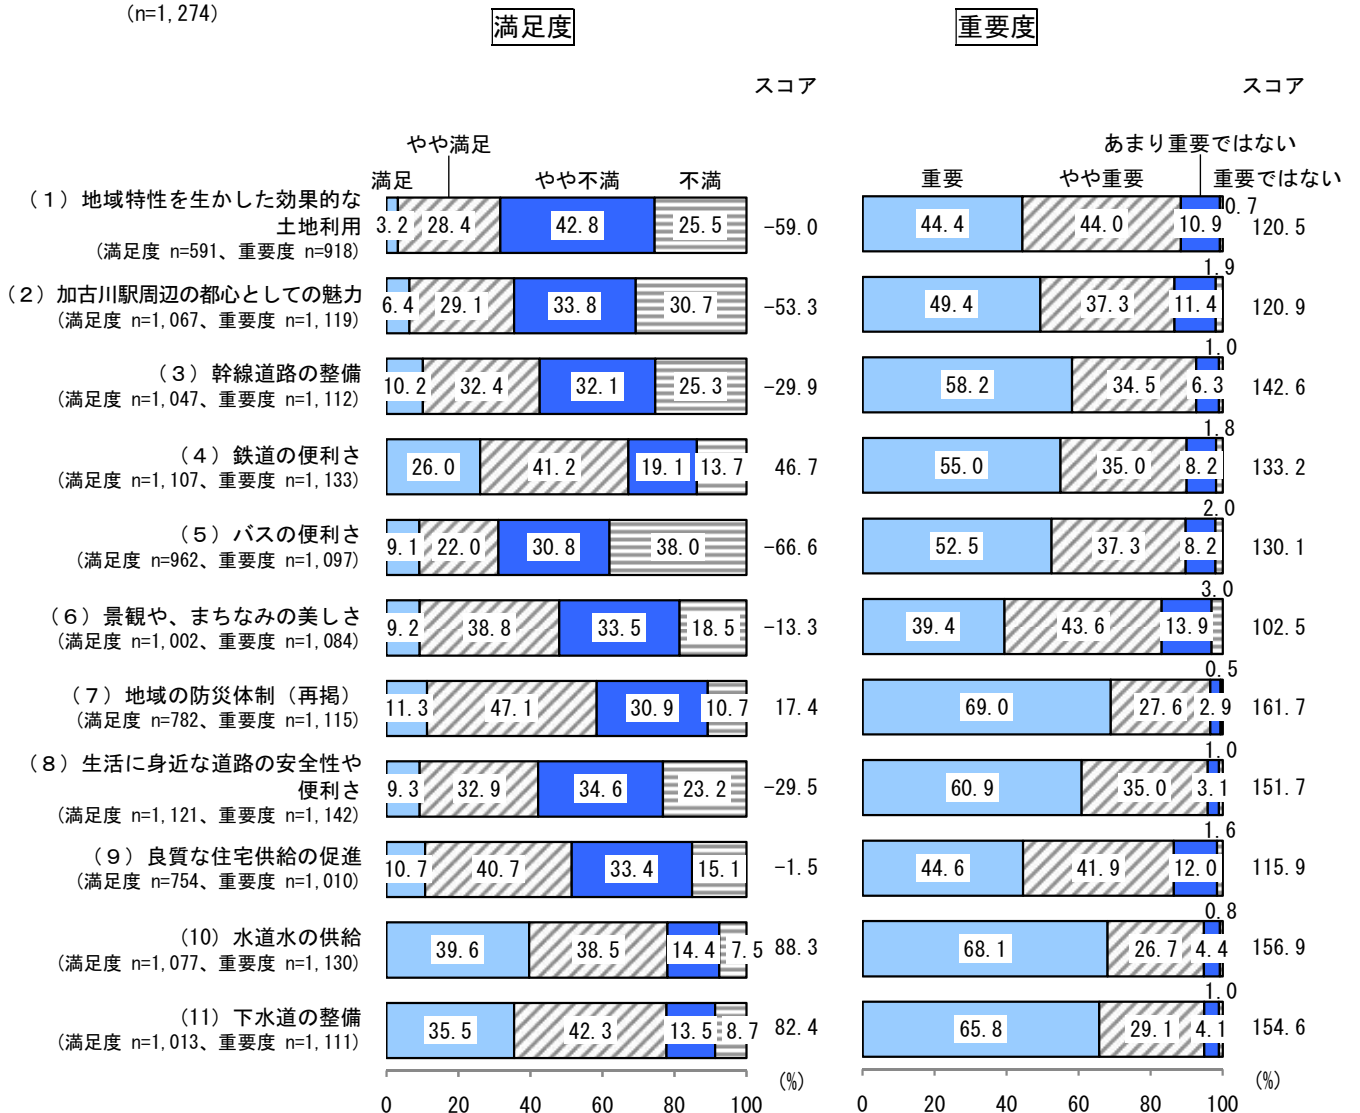 (n=1,274)
満足度
重要度
スコア
スコア
やや満足
あまり重要ではない
満足
やや不満
不満
重要
やや重要
重要ではない
（１）地域特性を生かした効果的な
土地利用
(満足度 n=591、重要度 n=918)
3.2 28.4 42.8 25.5 -59.0
44.4 44.0 10.9 0.7 120.5
（２）加古川駅周辺の都心としての魅力
(満足度 n=1,067、重要度 n=1,119)
6.4 29.1 33.8 30.7 -53.3
49.4 37.3 11.4 1.9 120.9
（３）幹線道路の整備
(満足度 n=1,047、重要度 n=1,112)
10.2 32.4 32.1 25.3 -29.9
58.2 34.5 6.3 1.0 142.6
（４）鉄道の便利さ
(満足度 n=1,107、重要度 n=1,133)
26.0 41.2 19.1 13.7 46.7
55.0 35.0 8.2 1.8 133.2
（５）バスの便利さ
(満足度 n=962、重要度 n=1,097)
9.1 22.0 30.8 38.0 -66.6
52.5 37.3 8.2 2.0 130.1
（６）景観や、まちなみの美しさ
(満足度 n=1,002、重要度 n=1,084)
9.2 38.8 33.5 18.5 -13.3
39.4 43.6 13.9 3.0 102.5
（７）地域の防災体制（再掲）
(満足度 n=782、重要度 n=1,115)
11.3 47.1 30.9 10.7 17.4
69.0 27.6 2.9 0.5 161.7
（８）生活に身近な道路の安全性や
便利さ
(満足度 n=1,121、重要度 n=1,142)
9.3 32.9 34.6 23.2 -29.5
60.9 35.0 3.1 1.0 151.7
（９）良質な住宅供給の促進
(満足度 n=754、重要度 n=1,010)
10.7 40.7 33.4 15.1 -1.5
44.6 41.9 12.0 1.6 115.9
（10）水道水の供給
(満足度 n=1,077、重要度 n=1,130)
39.6 38.5 14.4 7.5 88.3
68.1 26.7 4.4 0.8 156.9
（11）下水道の整備
(満足度 n=1,013、重要度 n=1,111)
35.5 42.3 13.5 8.7 82.4
65.8 29.1 4.1 1.0 154.6
0 20 40 60 80 100 (%)
0 20 40 60 80 100 (%)